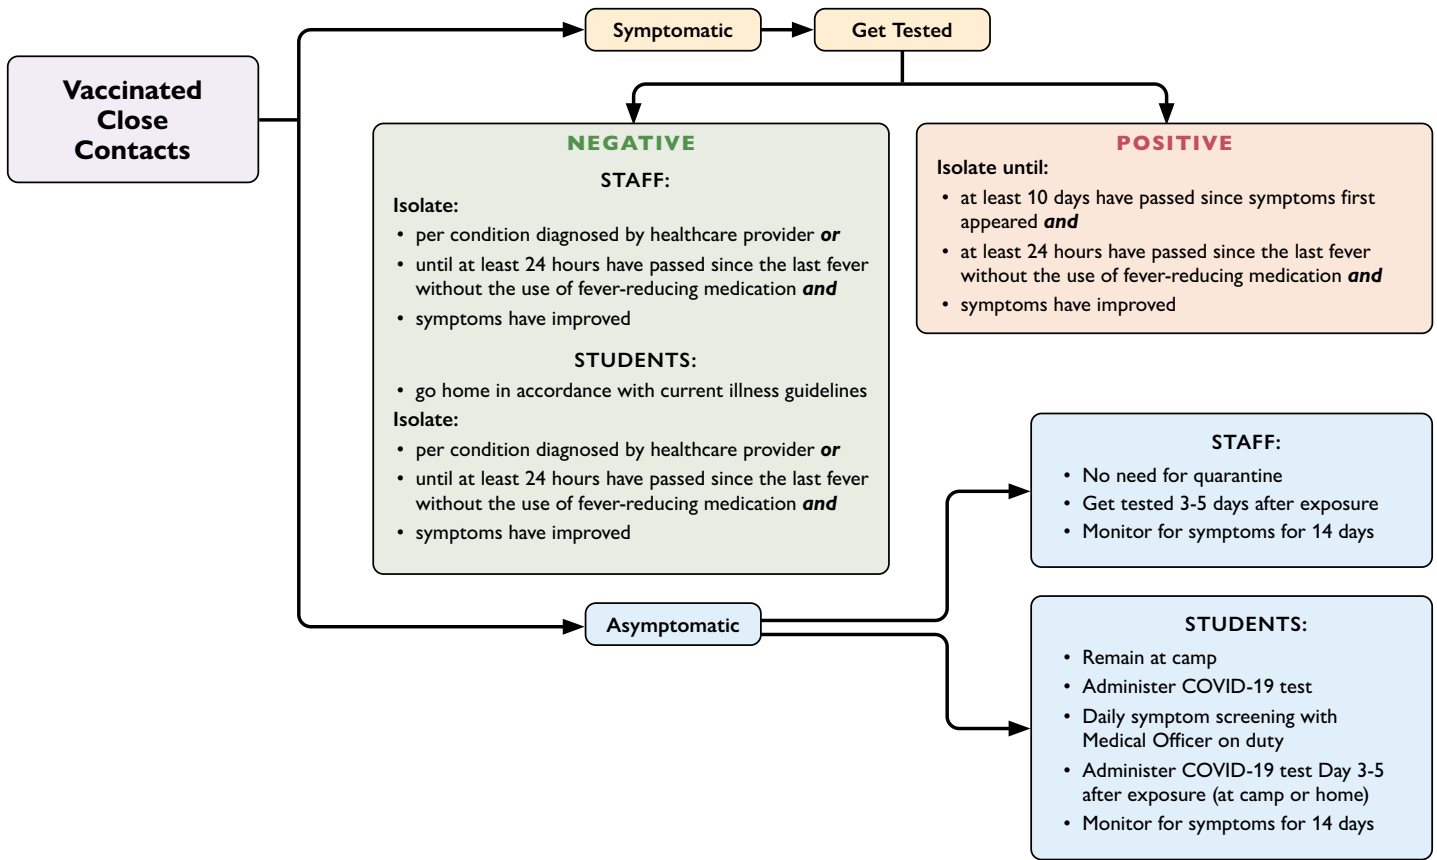 Vaccinated
Close
Contacts
Symptomatic
Get Tested
NEGATIVE
STAFF:
Isolate:
• per condition diagnosed by healthcare provider or
• until at least 24 hours have passed since the last fever
without the use of fever-reducing medication and
• symptoms have improved
STUDENTS:
• go home in accordance with current illness guidelines
Isolate:
• per condition diagnosed by healthcare provider or
• until at least 24 hours have passed since the last fever
without the use of fever-reducing medication and
• symptoms have improved
POSITIVE
Isolate until:
• at least 10 days have passed since symptoms first
appeared and
• at least 24 hours have passed since the last fever
without the use of fever-reducing medication and
• symptoms have improved
Asymptomatic
STAFF:
• No need for quarantine
• Get tested 3-5 days after exposure
• Monitor for symptoms for 14 days
STUDENTS:
• Remain at camp
• Administer COVID-19 test
• Daily symptom screening with
Medical Officer on duty
• Administer COVID-19 test Day 3-5
after exposure (at camp or home)
• Monitor for symptoms for 14 days